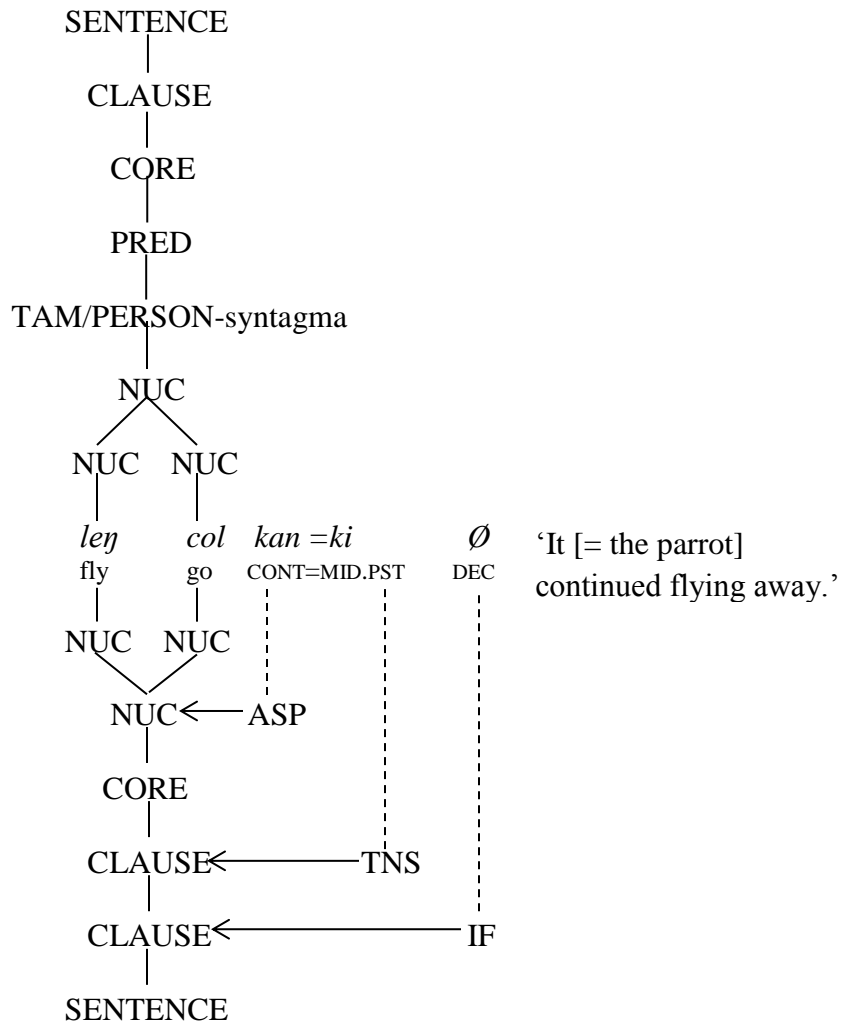 SENTENCE
CLAUSE
CORE
PRED
TAM/PERSON-syntagma
NUC
NUC NUC
leŋ col kan =ki Ø ‘It [= the parrot]
fly go CONT=MID.PST DEC continued flying away.’
NUC NUC
NUC ASP
CORE
CLAUSE TNS
CLAUSE IF
SENTENCE